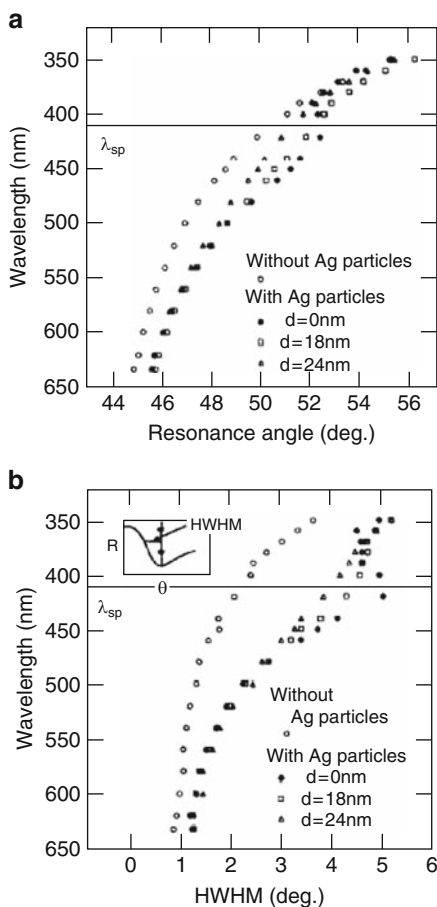 a
350
400
λsp
450
500
550
600
650
Wavelength (nm)
Without Ag particles
With Ag particles
d=0nm
d=18nm
d=24nm
44 46 48 50 52 54 56
Resonance angle (deg.)
b
350
400
λsp
450
500
550
600
650
Wavelength (nm)
R
HWHM
θ
Without
Ag particles
With Ag particles
d=0nm
d=18nm
d=24nm
0 1 2 3 4 5 6
HWHM (deg.)